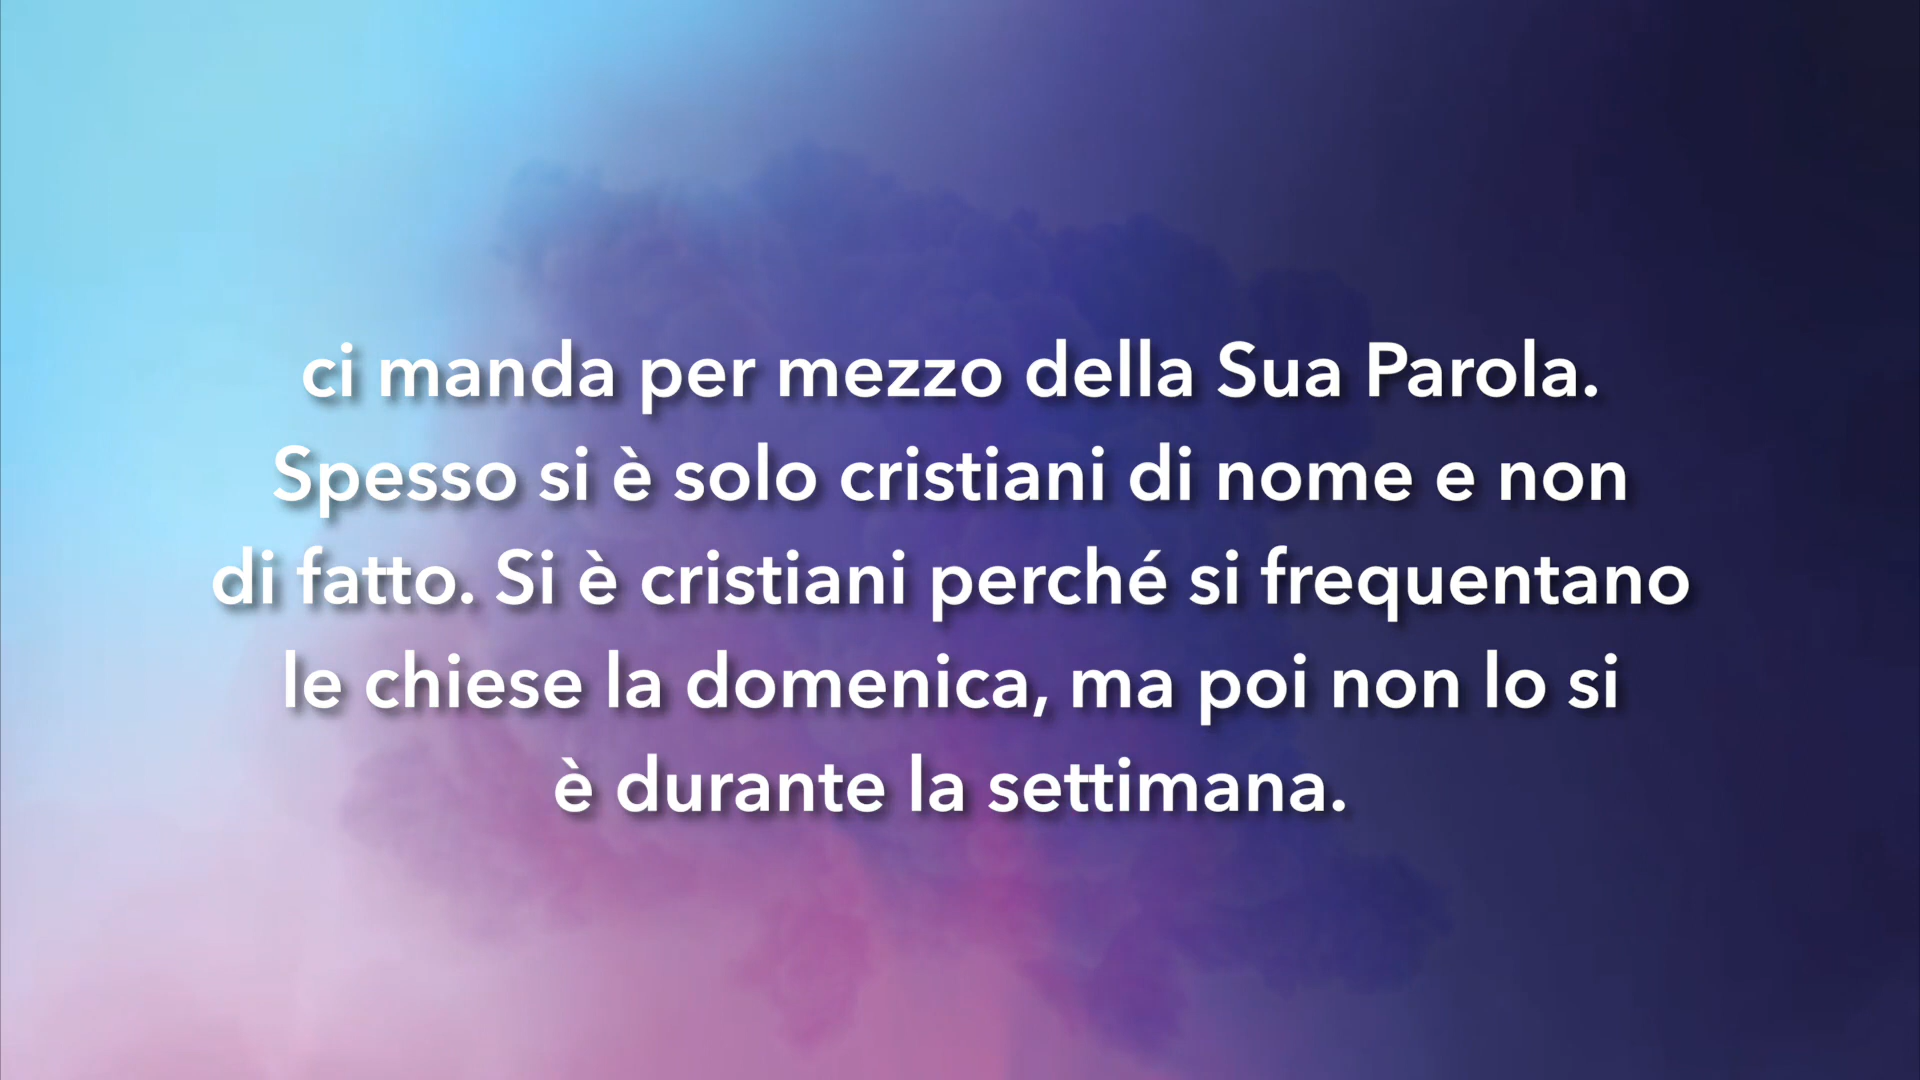 ci manda per mezzo della Sua Parola.
Spesso si è solo cristiani di nome e non
di fatto. Si è cristiani perché si frequentano
le chiese la domenica, ma poi non lo si
è durante la settimana.